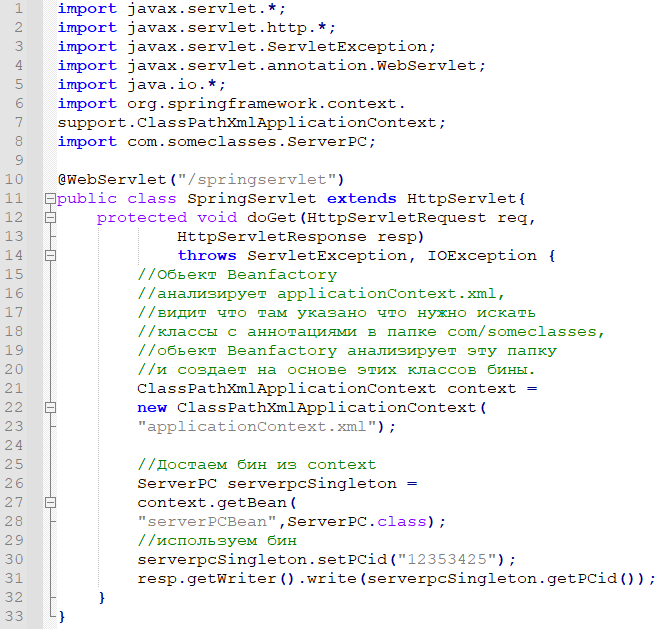 1 import javax.servlet.*;
2 import javax.servlet.http.*;
3 import javax.servlet.ServletException;
4 import javax.servlet.annotation.WebServlet;
5 import java.io.*;
6 import org.springframework.context.
7 support.ClassPathXmlApplicationContext;
8 import com.someclasses.ServerPC;
9
10 @WebServlet("/springservlet")
11 public class SpringServlet extends HttpServlet{
12 protected void doGet(HttpServletRequest req,
13 HttpServletResponse resp)
14 throws ServletException, IOException {
15 //Обьект Beanfactory
16 //анализирует applicationContext.xml,
17 //видит что там указано что нужно искать
18 //классы с аннотациями в папке com/someclasses,
19 //обьект Beanfactory анализирует эту папку
20 //и создает на основе этих классов бины.
21 ClassPathXmlApplicationContext context =
22 new ClassPathXmlApplicationContext(
23 "applicationContext.xml");
24
25 //Достаем бин из context
26 ServerPC serverpcSingleton =
27 context.getBean(
28 "serverPCBean",ServerPC.class);
29 //используем бин
30 serverpcSingleton.setPCid("12353425");
31 resp.getWriter().write(serverpcSingleton.getPCid());
32 }
33 }